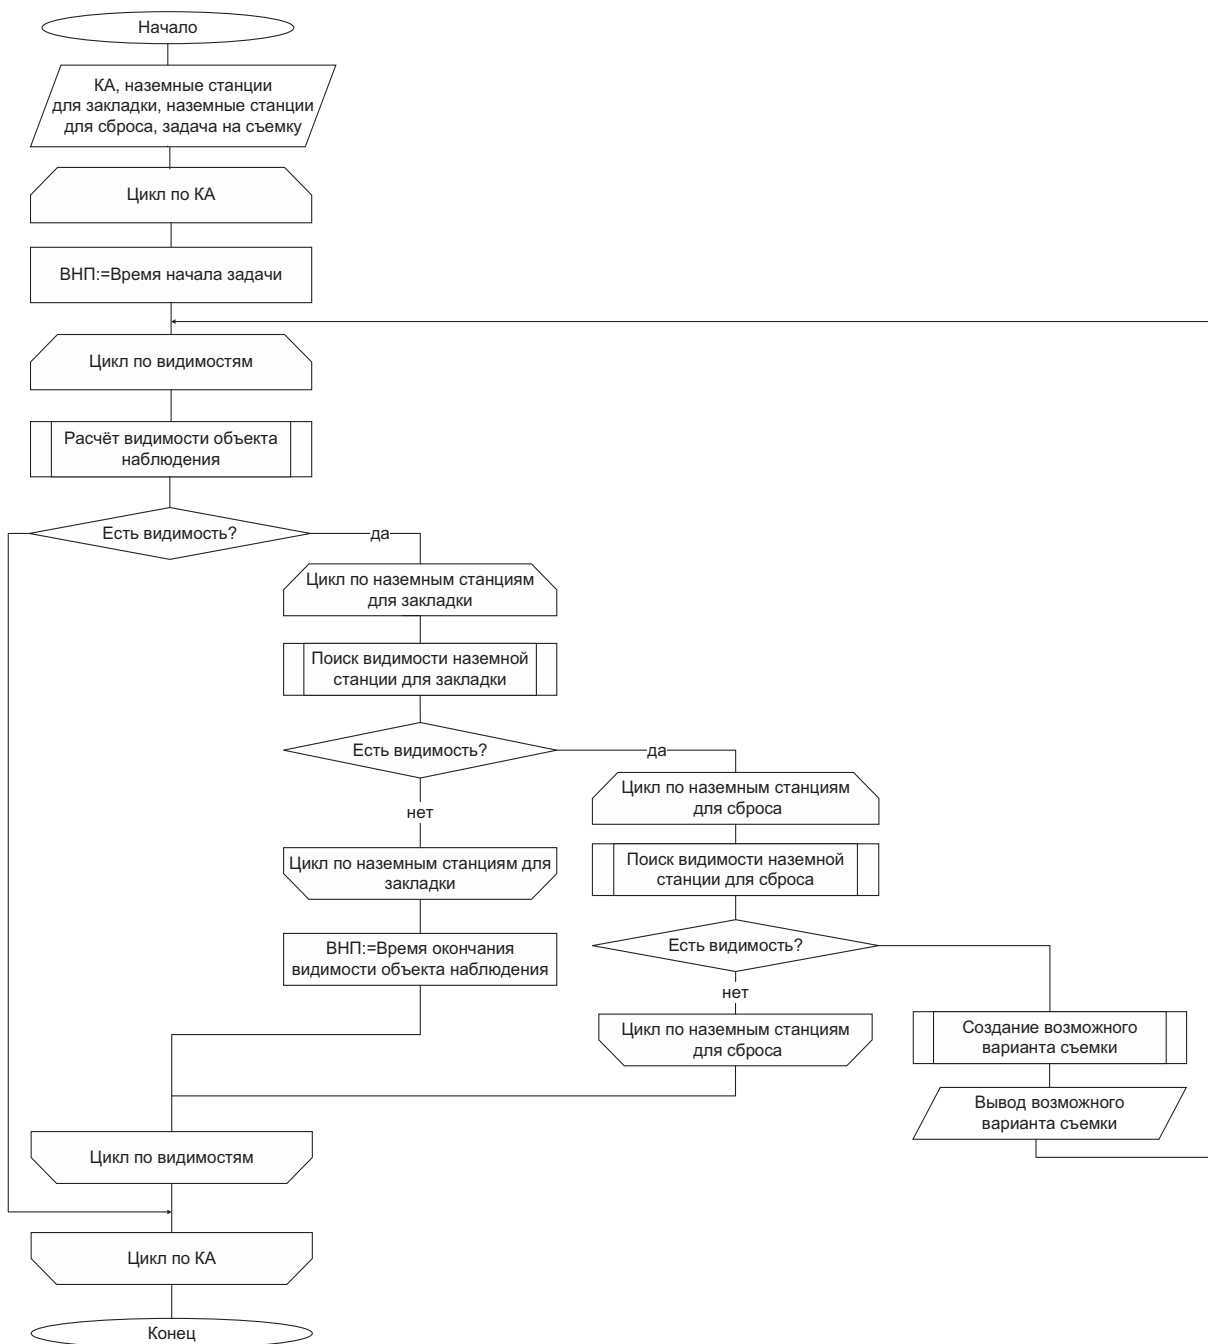 Начало
КА, наземные станции
для закладки, наземные станции
для сброса, задача на съемку
Цикл по КА
ВНП:=Время начала задачи
Цикл по видимостям
Расчёт видимости объекта
наблюдения
Есть видимость?
да
Цикл по наземным станциям
для закладки
Поиск видимости наземной
станции для закладки
Есть видимость?
да
нет
Цикл по наземным станциям
для сброса
Поиск видимости наземной
станции для сброса
Цикл по наземным станциям для
закладки
ВНП:=Время окончания
видимости объекта наблюдения
Есть видимость?
нет
Цикл по наземным станциям
для сброса
Создание возможного
варианта съемки
Вывод возможного
варианта съемки
Цикл по видимостям
Цикл по КА
Конец